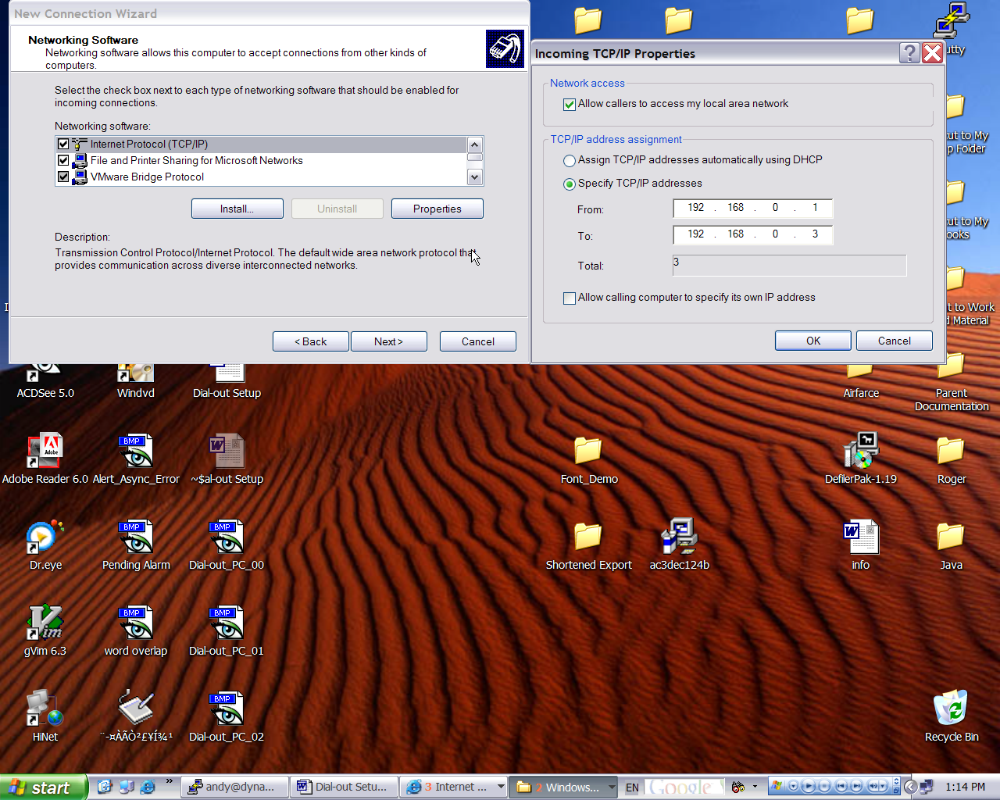 New Connection Wizard
Networking Software
Networking software allows this computer to accept connections from other kinds of
computers.
Select the check box next to each type of networking software that should be enabled for
incoming connections.
Networking software:
Internet Protocol (TCP/IP)
File and Printer Sharing for Microsoft Networks
VMware Bridge Protocol
Install...
Uninstall
Properties
Description:
Transmission Control Protocol/Internet Protocol. The default wide area network protocol that
provides communication across diverse interconnected networks.
< Back
Next >
Cancel
Incoming TCP/IP Properties
Network access
Allow callers to access my local area network
TCP/IP address assignment
Assign TCP/IP addresses automatically using DHCP
Specify TCP/IP addresses
From:
192 . 168 . 0 . 1
To:
192 . 168 . 0 . 3
Total:
3
Allow calling computer to specify its own IP address
OK
Cancel
utty
ut to My
p Folder
ut to My
ooks
t to Work
d Material
ACDSee 5.0
Windvd
Dial-out Setup
Airfarce
Parent
Documentation
Adobe
BMP
Adobe Reader 6.0
Alert_Async_Error
~$al-out Setup
Font_Demo
DefilerPak-1.19
Roger
BMP
BMP
Dr.eye
Pending Alarm
Dial-out_PC_00
Shortened Export
ac3dec124b
info
Java
BMP
BMP
gVim 6.3
word overlap
Dial-out_PC_01
BMP
HiNet
¨­¤ÀÃÒ²£¥Í¾¹
Dial-out_PC_02
Recycle Bin
start
andy@dyna...
Dial-out Setu...
3 Internet ...
2 Windows...
EN
Google
1:14 PM